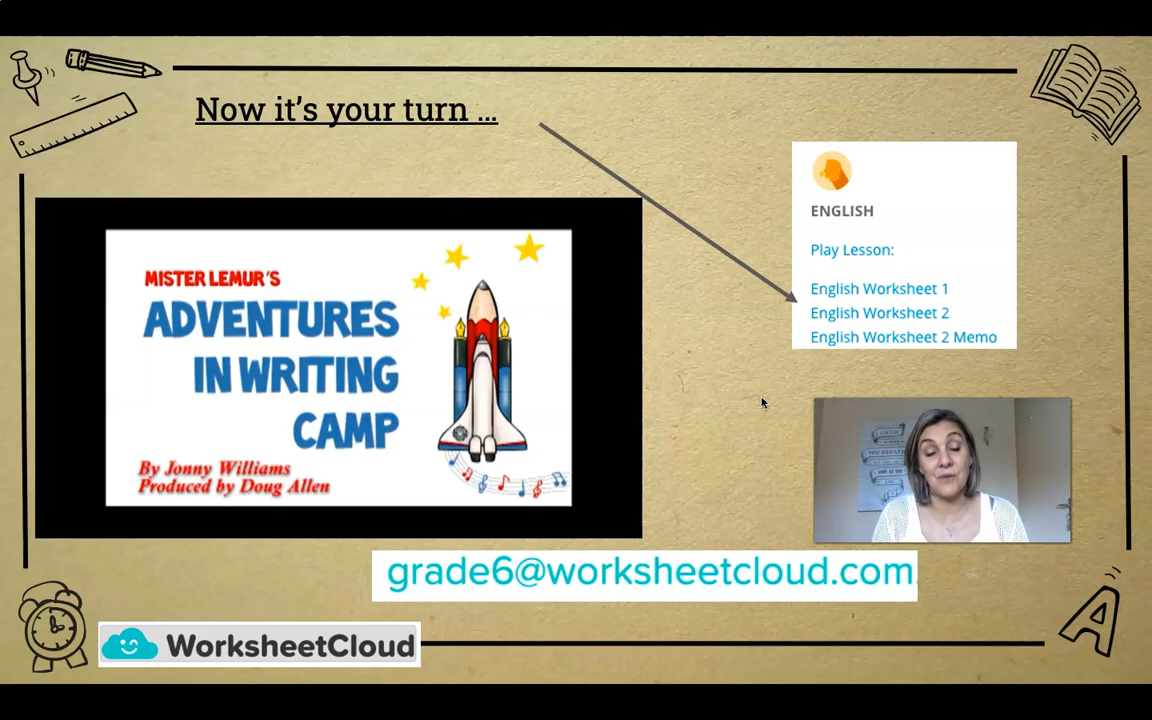 Now it's your turn ...
MISTER LEMUR'S
ADVENTURES
IN WRITING
CAMP
By Jonny Williams
Produced by Doug Allen
ENGLISH
Play Lesson:
English Worksheet 1
English Worksheet 2
English Worksheet 2 Memo
grade6@worksheetcloud.com
WorksheetCloud
A